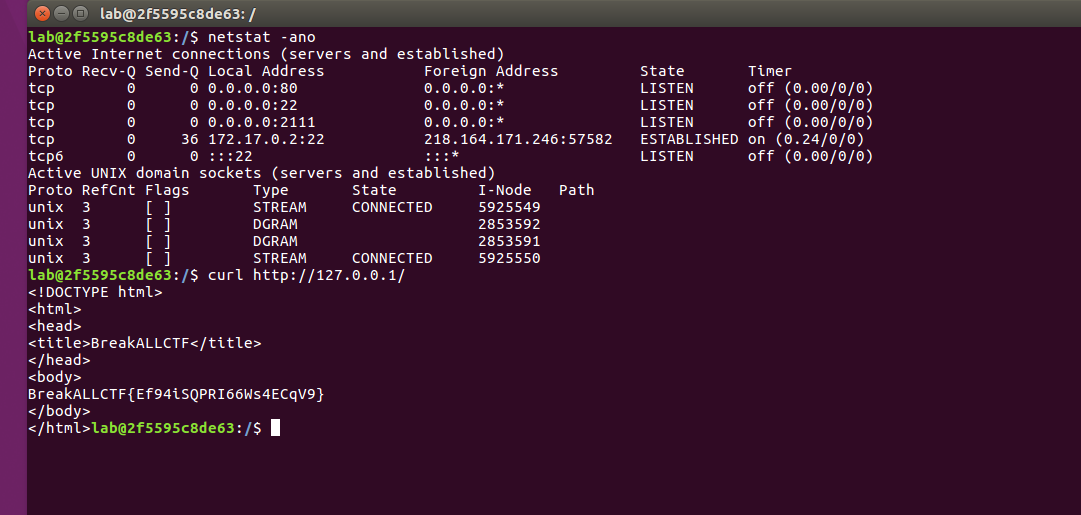 lab@2f5595c8de63: /
lab@2f5595c8de63:/$ netstat -ano
Active Internet connections (servers and established)
Proto Recv-Q Send-Q Local Address           Foreign Address         State       Timer
tcp        0      0 0.0.0.0:80              0.0.0.0:*               LISTEN      off (0.00/0/0)
tcp        0      0 0.0.0.0:22              0.0.0.0:*               LISTEN      off (0.00/0/0)
tcp        0      0 0.0.0.0:2111            0.0.0.0:*               LISTEN      off (0.00/0/0)
tcp        0     36 172.17.0.2:22           218.164.171.246:57582   ESTABLISHED on (0.24/0/0)
tcp6       0      0 :::22                   :::*                    LISTEN      off (0.00/0/0)
Active UNIX domain sockets (servers and established)
Proto RefCnt Flags       Type       State         I-Node   Path
unix  3      [ ]         STREAM     CONNECTED     5925549
unix  3      [ ]         DGRAM                    2853592
unix  3      [ ]         DGRAM                    2853591
unix  3      [ ]         STREAM     CONNECTED     5925550
lab@2f5595c8de63:/$ curl http://127.0.0.1/
<!DOCTYPE html>
<html>
<head>
<title>BreakALLCTF</title>
</head>
<body>
BreakALLCTF{Ef94iSQPRI66Ws4ECqV9}
</body>
</html>lab@2f5595c8de63:/$